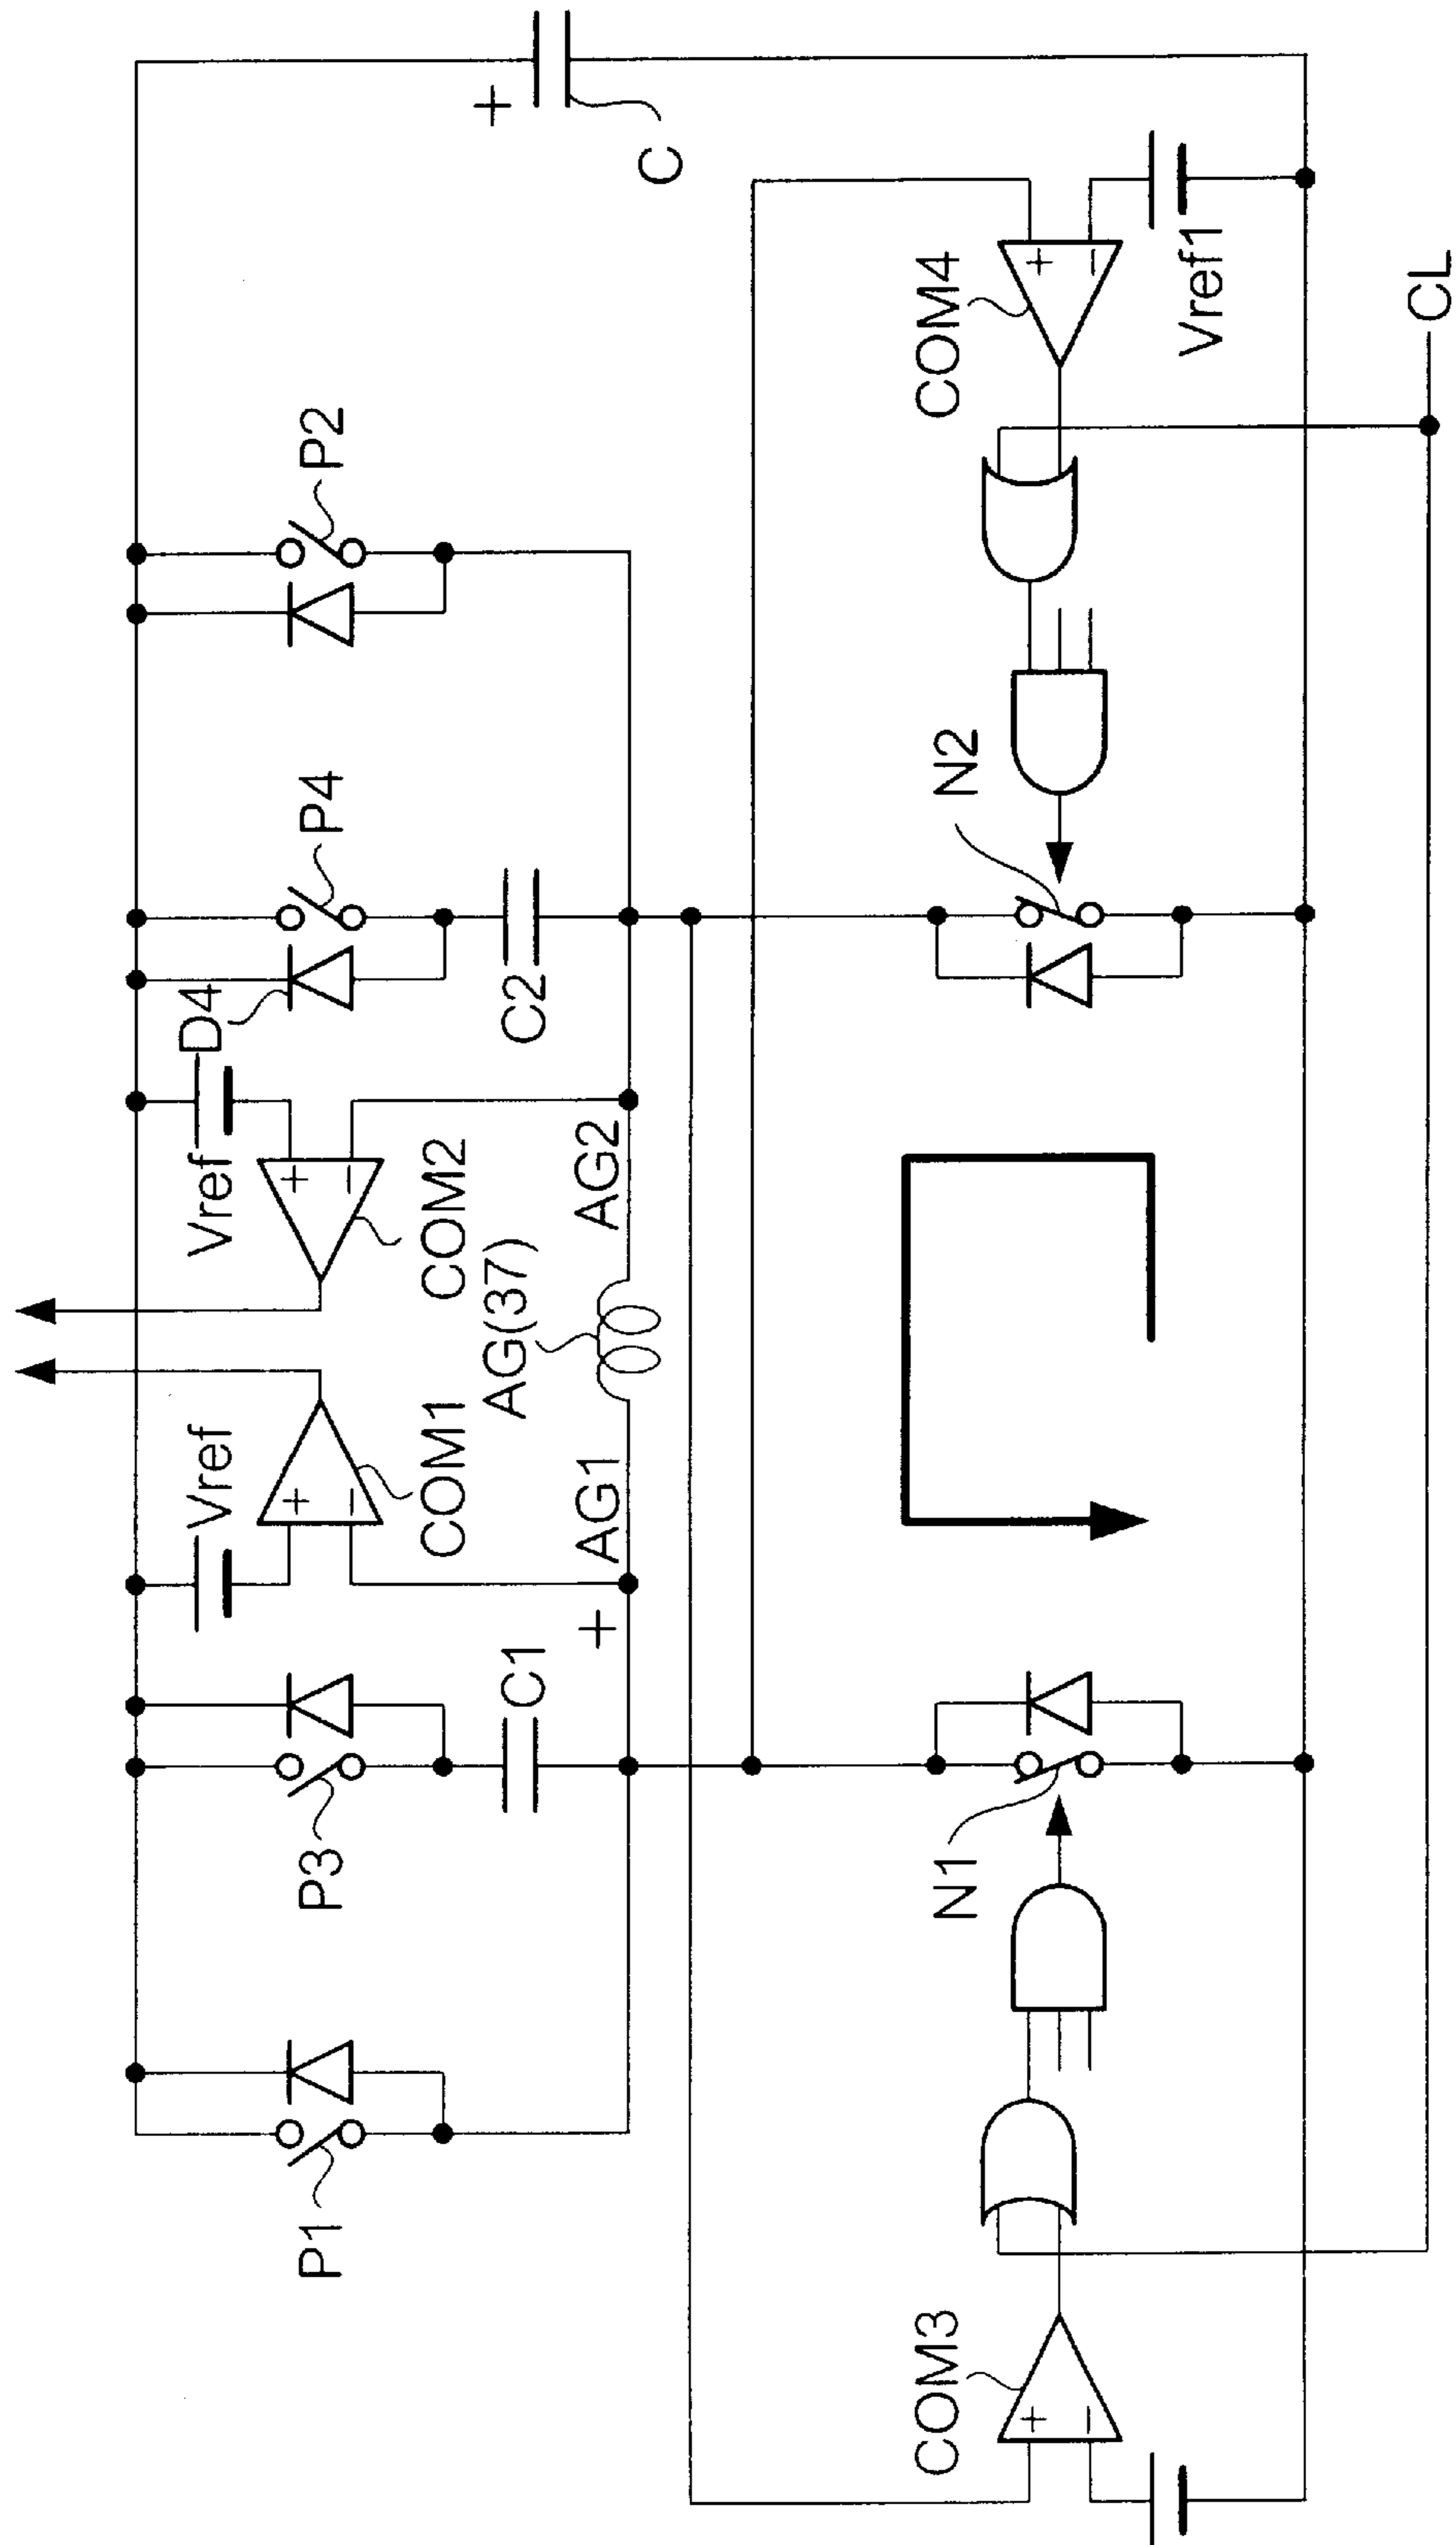 C
+
P2
P4
D4
C2
Vref
+
−
COM2
AG2
AG(37)
Vref
+
−
COM1
AG1
+
C1
P3
P1
COM4
+
−
Vref1
N2
N1
COM3
+
−
CL